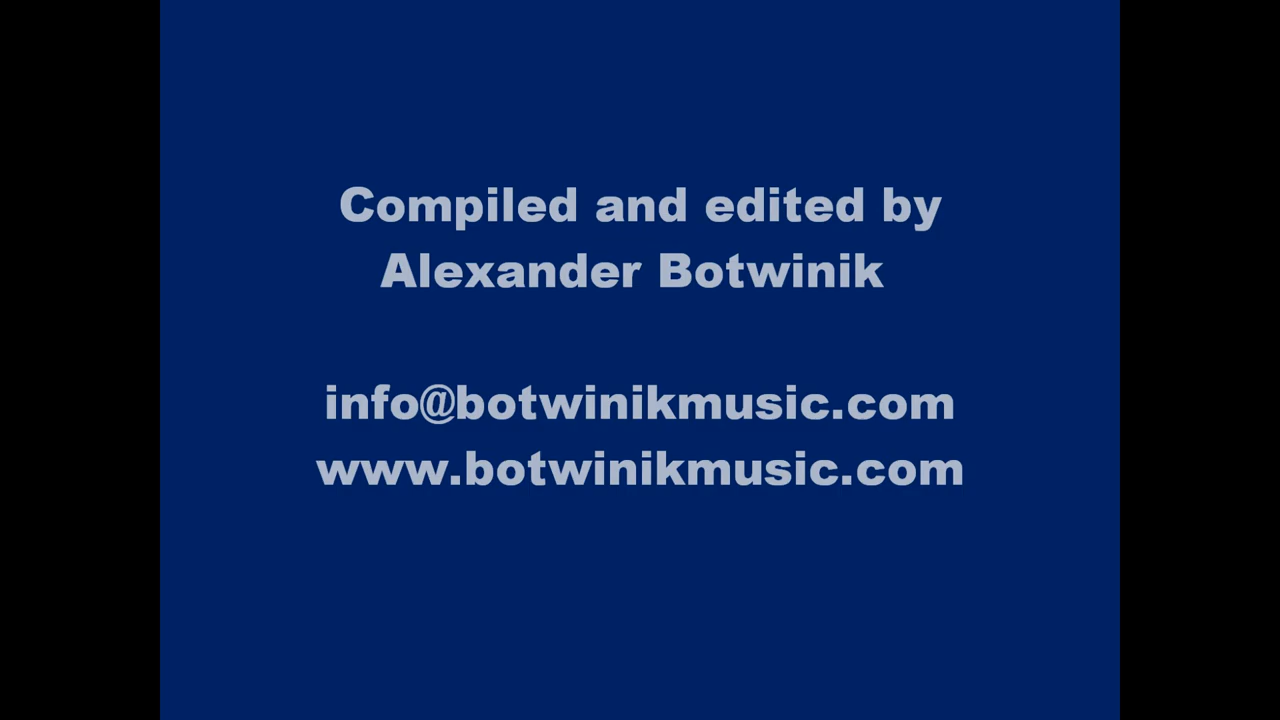 Compiled and edited by
Alexander Botwinik
info@botwinikmusic.com
www.botwinikmusic.com